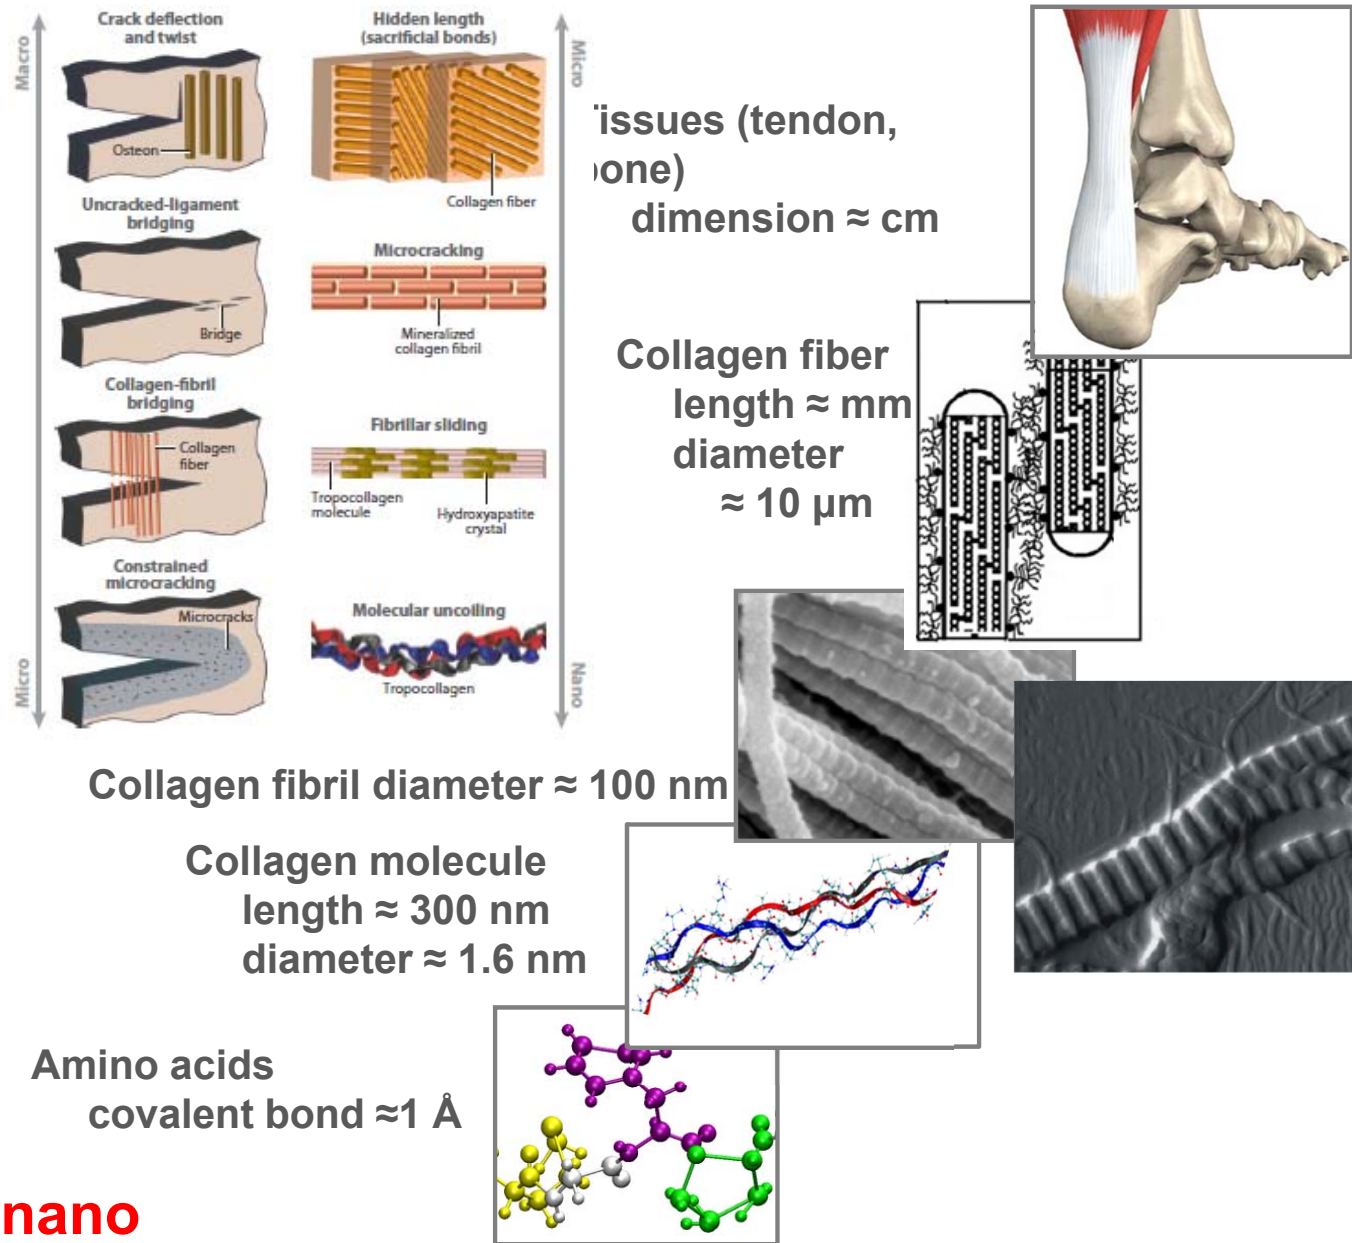 Macro
Crack deflection
and twist
Osteon
Uncracked-ligament
bridging
Bridge
Collagen-fibril
bridging
Collagen
fiber
Constrained
microcracking
Microcracks
Micro
Hidden length
(sacrificial bonds)
Micro
Collagen fiber
Microcracking
Mineralized
collagen fibril
Fibrillar sliding
Tropocollagen
molecule
Hydroxyapatite
crystal
Molecular uncoiling
Tropocollagen
Nano
issues (tendon,
one)
dimension ≈ cm
Collagen fiber
length ≈ mm
diameter
≈ 10 µm
Collagen fibril diameter ≈ 100 nm
Collagen molecule
length ≈ 300 nm
diameter ≈ 1.6 nm
Amino acids
covalent bond ≈1 Å
nano